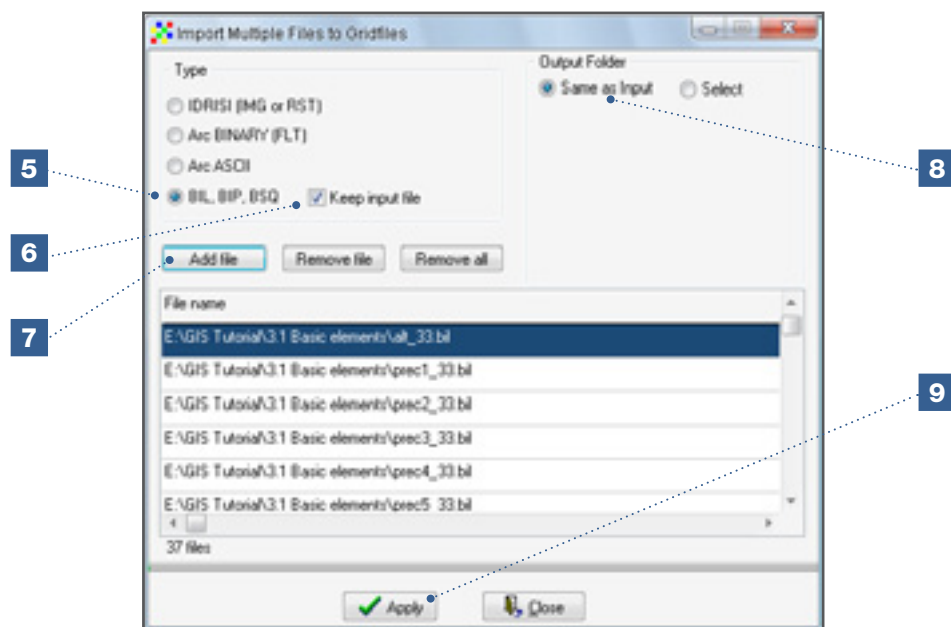 Import Multiple Files to Gridfiles
Type
IDRISI (IMG or RST)
Arc BINARY (FLT)
Arc ASCII
BIL, BIP, BSQ
Keep input file
Output Folder
Same as Input
Select
5
6
7
8
Add file
Remove file
Remove all
File name
E:\GIS Tutorial\3.1 Basic elements\alt_33.bil
E:\GIS Tutorial\3.1 Basic elements\prec1_33.bil
E:\GIS Tutorial\3.1 Basic elements\prec2_33.bil
E:\GIS Tutorial\3.1 Basic elements\prec3_33.bil
E:\GIS Tutorial\3.1 Basic elements\prec4_33.bil
E:\GIS Tutorial\3.1 Basic elements\prec5_33.bil
37 files
9
Apply
Close